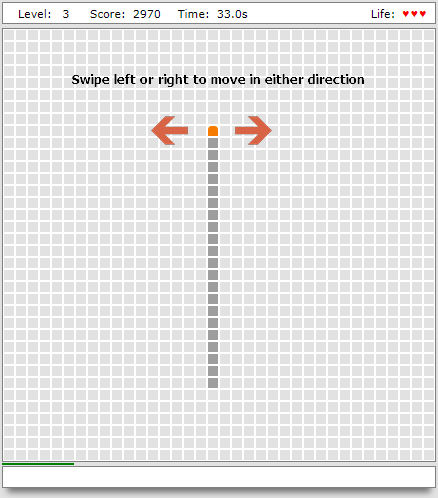 Level: 3 Score: 2970 Time: 33.0s Life: ♥♥♥
Swipe left or right to move in either direction